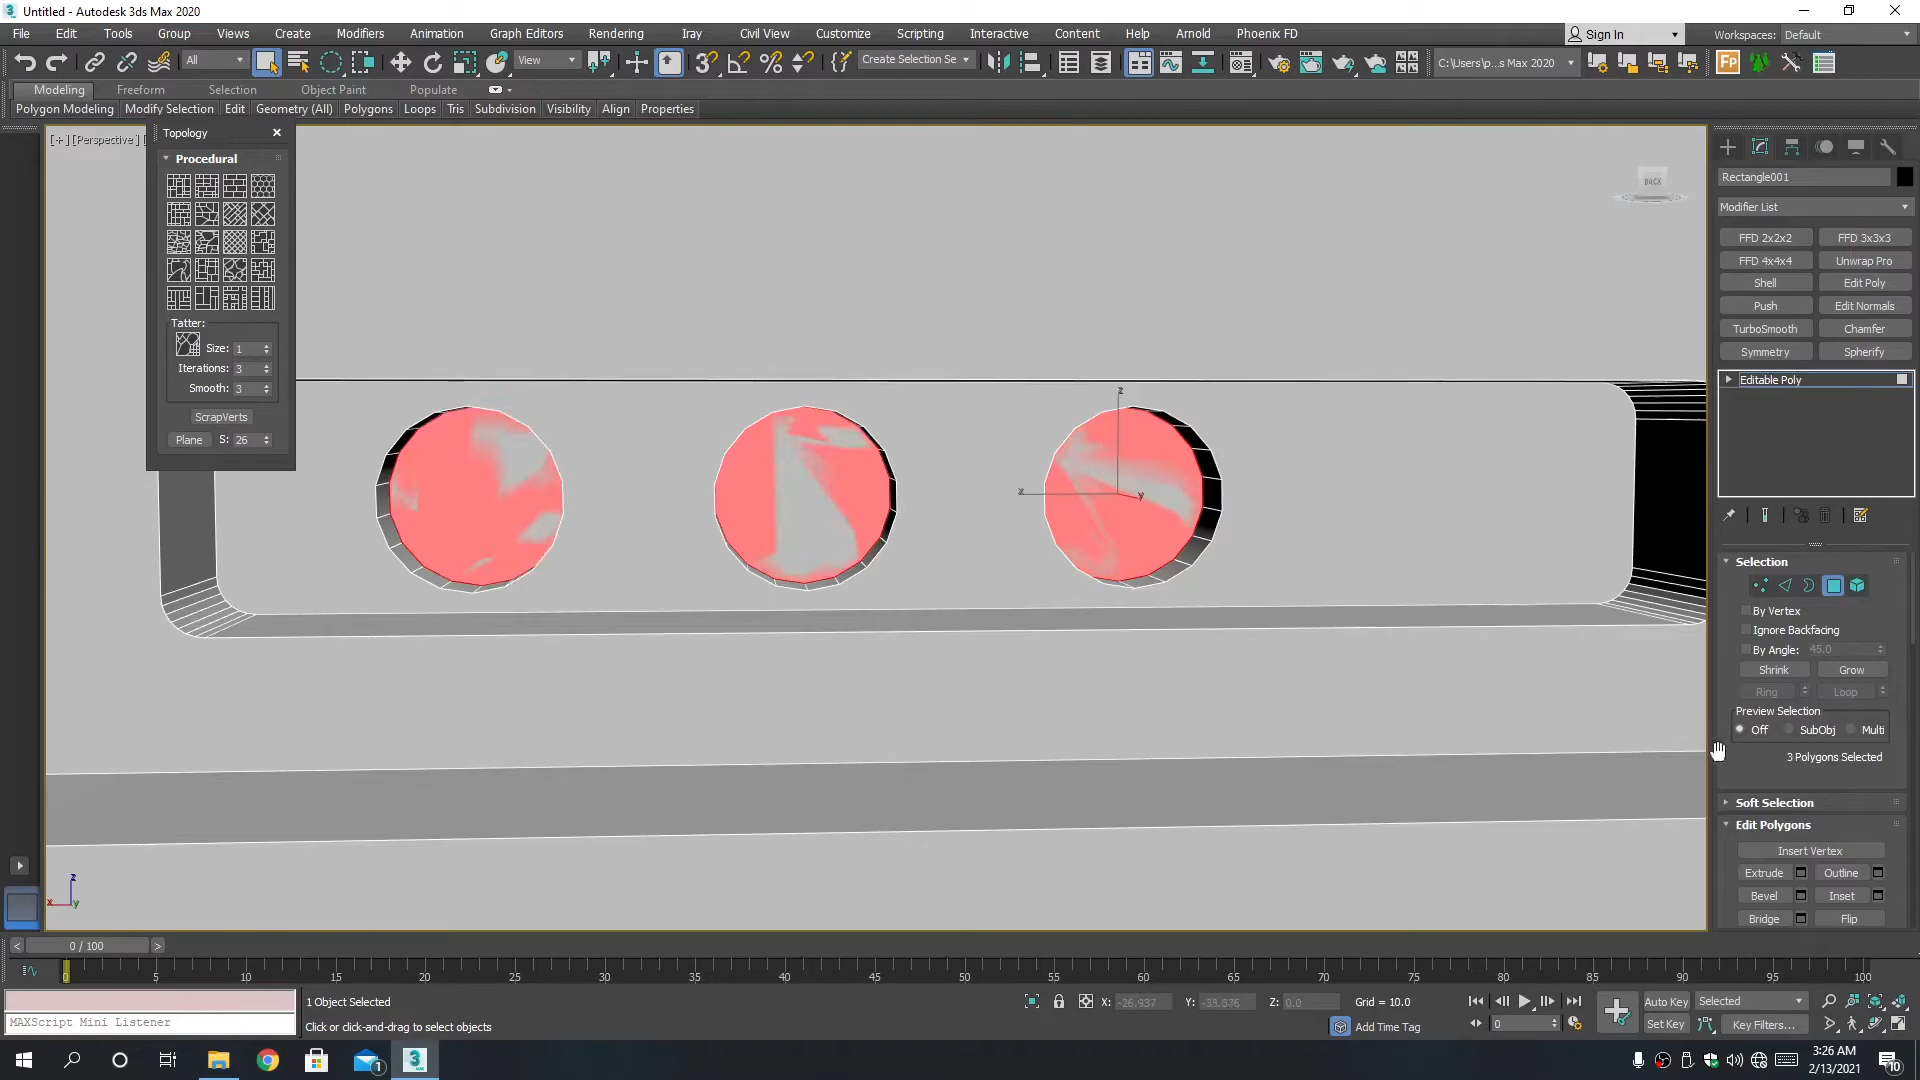 Untitled - Autodesk 3ds Max 2020
File Edit Tools Group Views Create Modifiers Animation Graph Editors Rendering Iray Civil View Customize Scripting Interactive Content Help Arnold Phoenix FD Sign In Workspaces: Default
All View Create Selection Se C:\Users\p...s Max 2020
Modeling Freeform Selection Object Paint Populate
Polygon Modeling Modify Selection Edit Geometry (All) Polygons Loops Tris Subdivision Visibility Align Properties
[+] [Perspective] [
Topology
Procedural
Tatter:
Size: 1
Iterations: 3
Smooth: 3
ScrapVerts
Plane S: 26
BACK
z
x
y
z
x
y
Rectangle001
Modifier List
FFD 2x2x2 FFD 3x3x3
FFD 4x4x4 Unwrap Pro
Shell Edit Poly
Push Edit Normals
TurboSmooth Chamfer
Symmetry Spherify
Editable Poly
Selection
By Vertex
Ignore Backfacing
By Angle: 45.0
Shrink Grow
Ring Loop
Preview Selection
Off SubObj Multi
3 Polygons Selected
Soft Selection
Edit Polygons
Insert Vertex
Extrude Outline
Bevel Inset
Bridge Flip
< 0 / 100 >
0 5 10 15 20 25 30 35 40 45 50 55 60 65 70 75 80 85 90 95 100
1 Object Selected
X: -26.937 Y: -38.876 Z: 0.0 Grid = 10.0
Auto Key Selected
MAXScript Mini Listener
Click or click-and-drag to select objects
Add Time Tag
0
Set Key Key Filters...
1
3
3:26 AM
2/13/2021
10